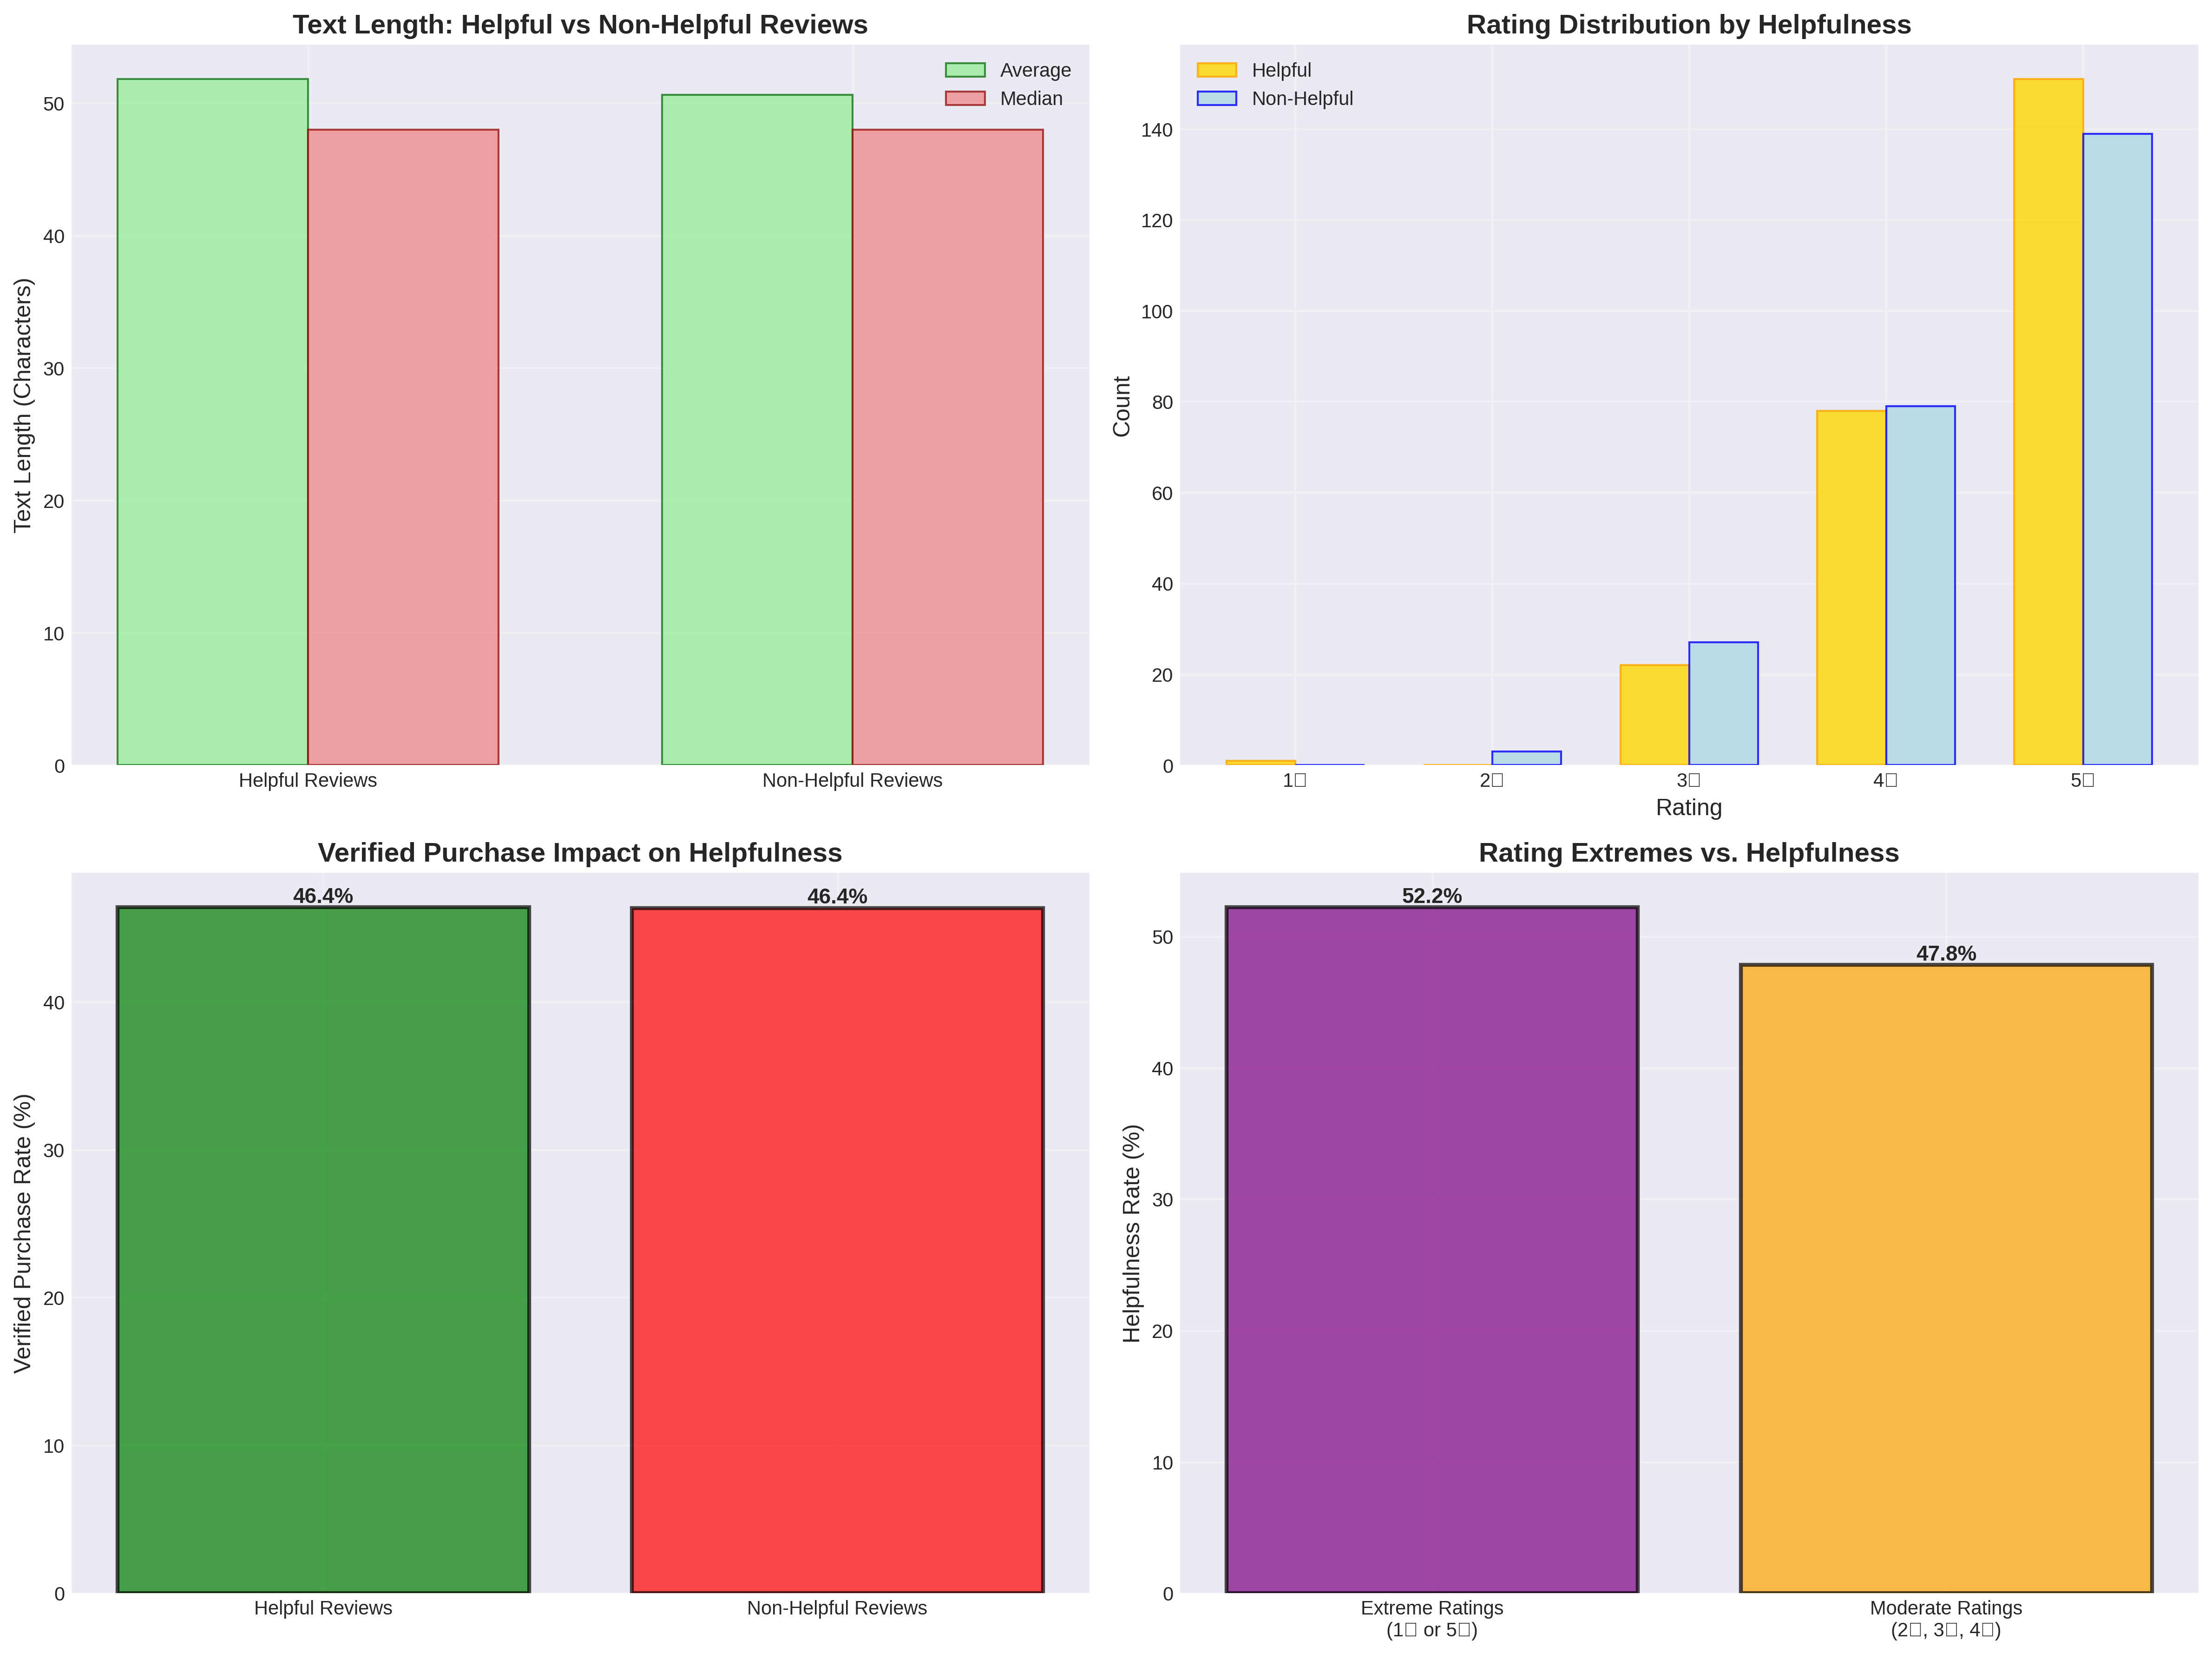 Text Length: Helpful vs Non-Helpful Reviews
Average
Median
Text Length (Characters)
50
40
30
20
10
0
Helpful Reviews
Non-Helpful Reviews
Rating Distribution by Helpfulness
Helpful
Non-Helpful
Count
140
120
100
80
60
40
20
0
1▯ 2▯ 3▯ 4▯ 5▯
Rating
Verified Purchase Impact on Helpfulness
46.4%
46.4%
Verified Purchase Rate (%)
40
30
20
10
0
Helpful Reviews
Non-Helpful Reviews
Rating Extremes vs. Helpfulness
52.2%
47.8%
Helpfulness Rate (%)
50
40
30
20
10
0
Extreme Ratings
(1▯ or 5▯)
Moderate Ratings
(2▯, 3▯, 4▯)